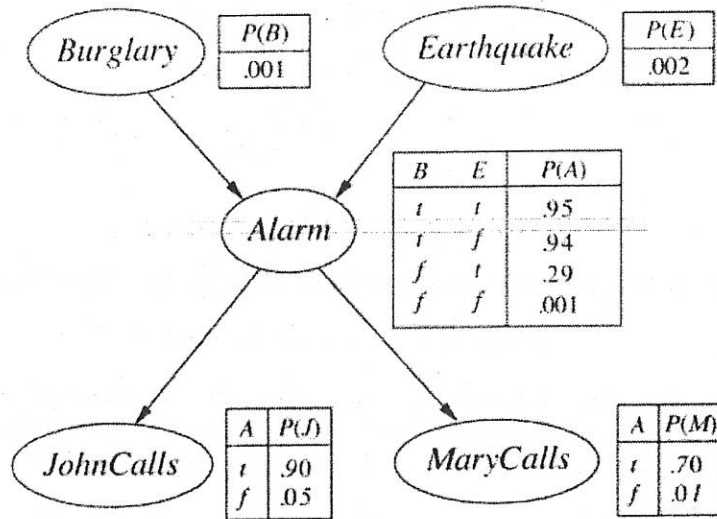 Burglary
P(B)
.001
Earthquake
P(E)
.002
Alarm
B E P(A)
t t .95
t f .94
f t .29
f f .001
JohnCalls
A P(J)
t .90
f .05
MaryCalls
A P(M)
t .70
f .01